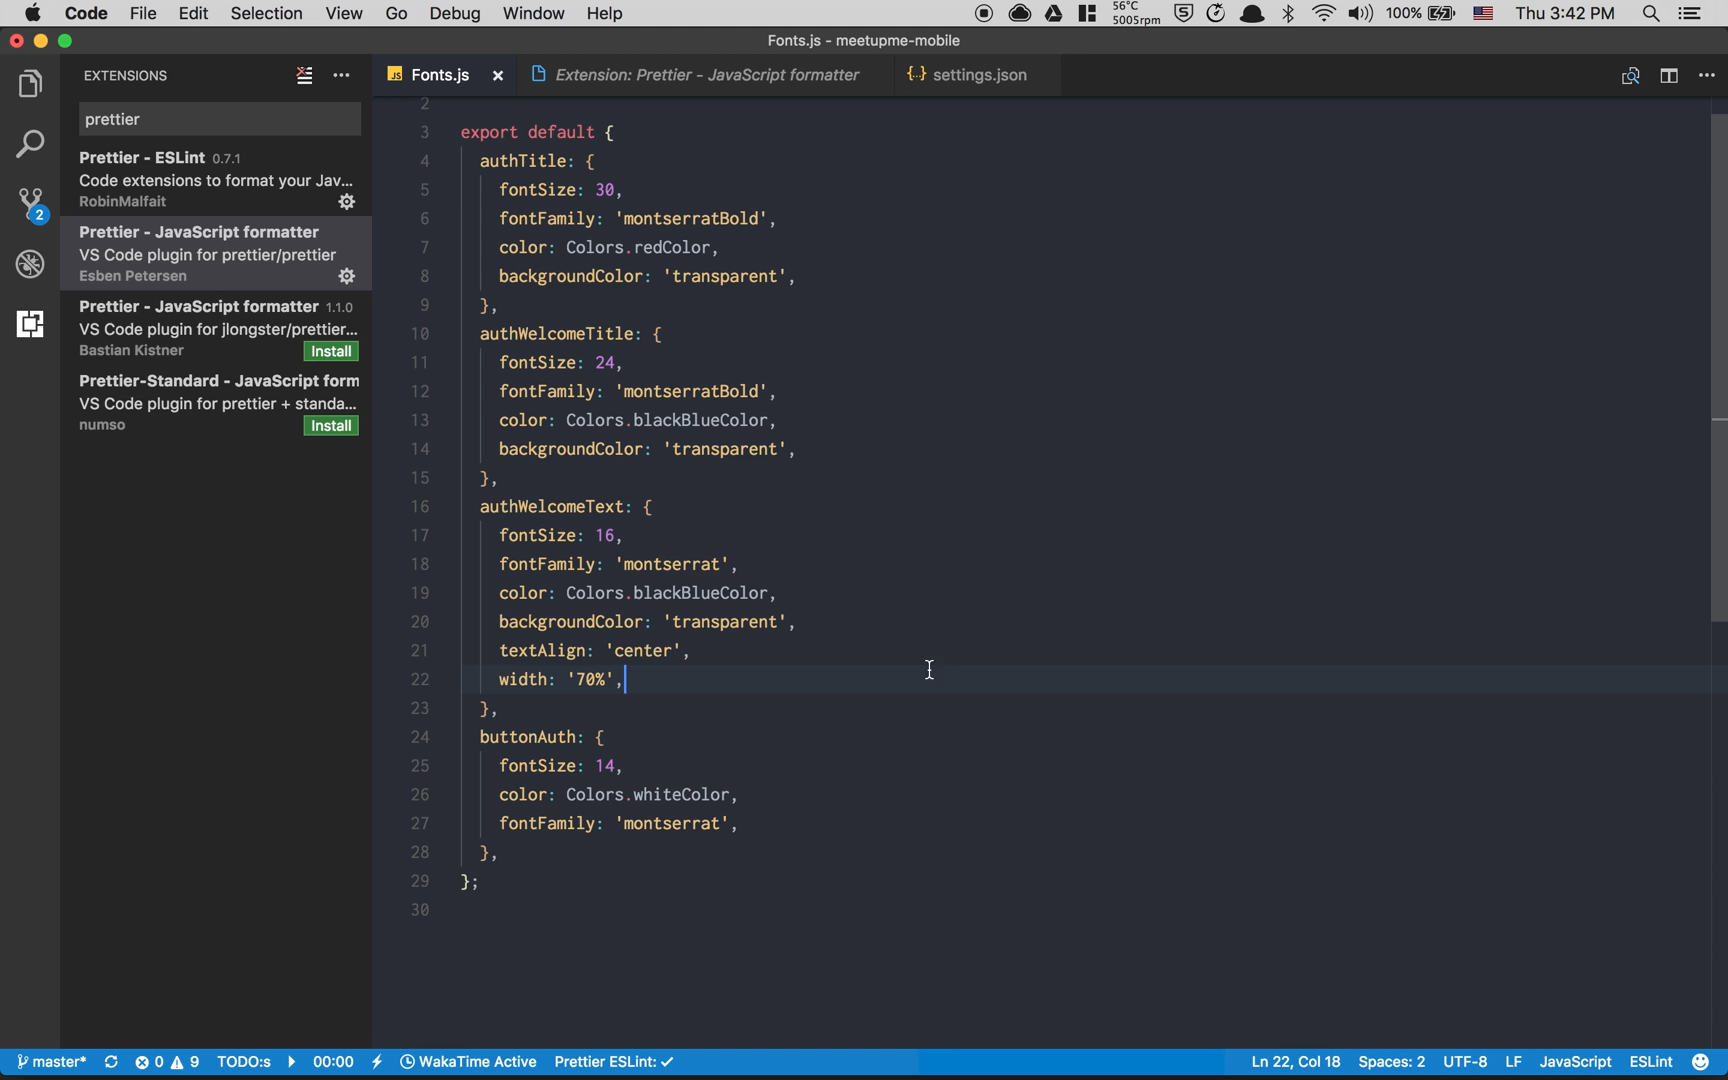 Code File Edit Selection View Go Debug Window Help
56°C
5005rpm
100%
Thu 3:42 PM
Fonts.js - meetupme-mobile
EXTENSIONS
prettier
Prettier - ESLint 0.7.1
Code extensions to format your Jav...
RobinMalfait
Prettier - JavaScript formatter
VS Code plugin for prettier/prettier
Esben Petersen
Prettier - JavaScript formatter 1.1.0
VS Code plugin for jlongster/prettier...
Bastian Kistner Install
Prettier-Standard - JavaScript form
VS Code plugin for prettier + standa...
numso Install
2
JS Fonts.js × Extension: Prettier - JavaScript formatter {} settings.json
2
3 export default {
4 authTitle: {
5 fontSize: 30,
6 fontFamily: 'montserratBold',
7 color: Colors.redColor,
8 backgroundColor: 'transparent',
9 },
10 authWelcomeTitle: {
11 fontSize: 24,
12 fontFamily: 'montserratBold',
13 color: Colors.blackBlueColor,
14 backgroundColor: 'transparent',
15 },
16 authWelcomeText: {
17 fontSize: 16,
18 fontFamily: 'montserrat',
19 color: Colors.blackBlueColor,
20 backgroundColor: 'transparent',
21 textAlign: 'center',
22 width: '70%',
23 },
24 buttonAuth: {
25 fontSize: 14,
26 color: Colors.whiteColor,
27 fontFamily: 'montserrat',
28 },
29 };
30
master* 0 9 TODO:s 00:00 WakaTime Active Prettier ESLint: ✓ Ln 22, Col 18 Spaces: 2 UTF-8 LF JavaScript ESLint